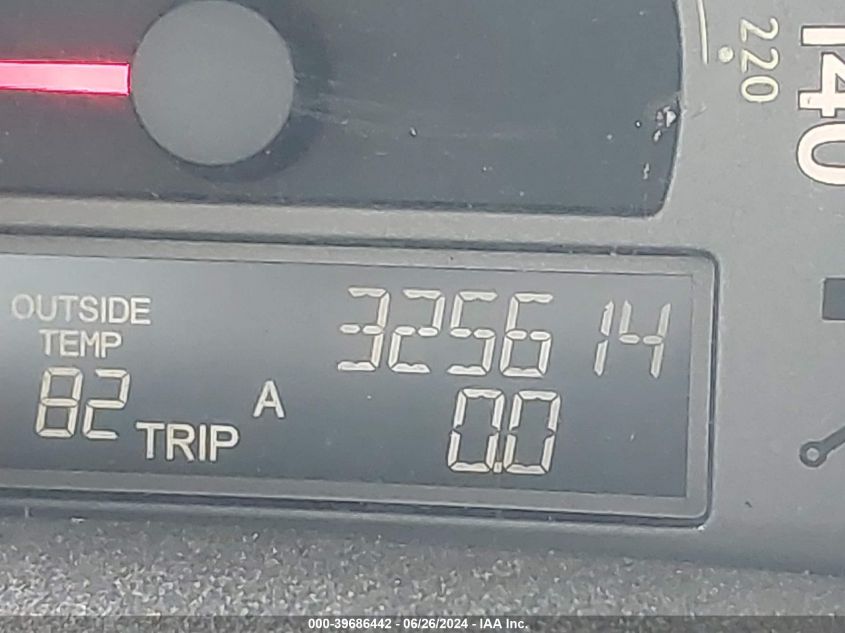 220
140
OUTSIDE
TEMP
82
TRIP A
325614
0.0
000-39686442 - 06/26/2024 - IAA Inc.